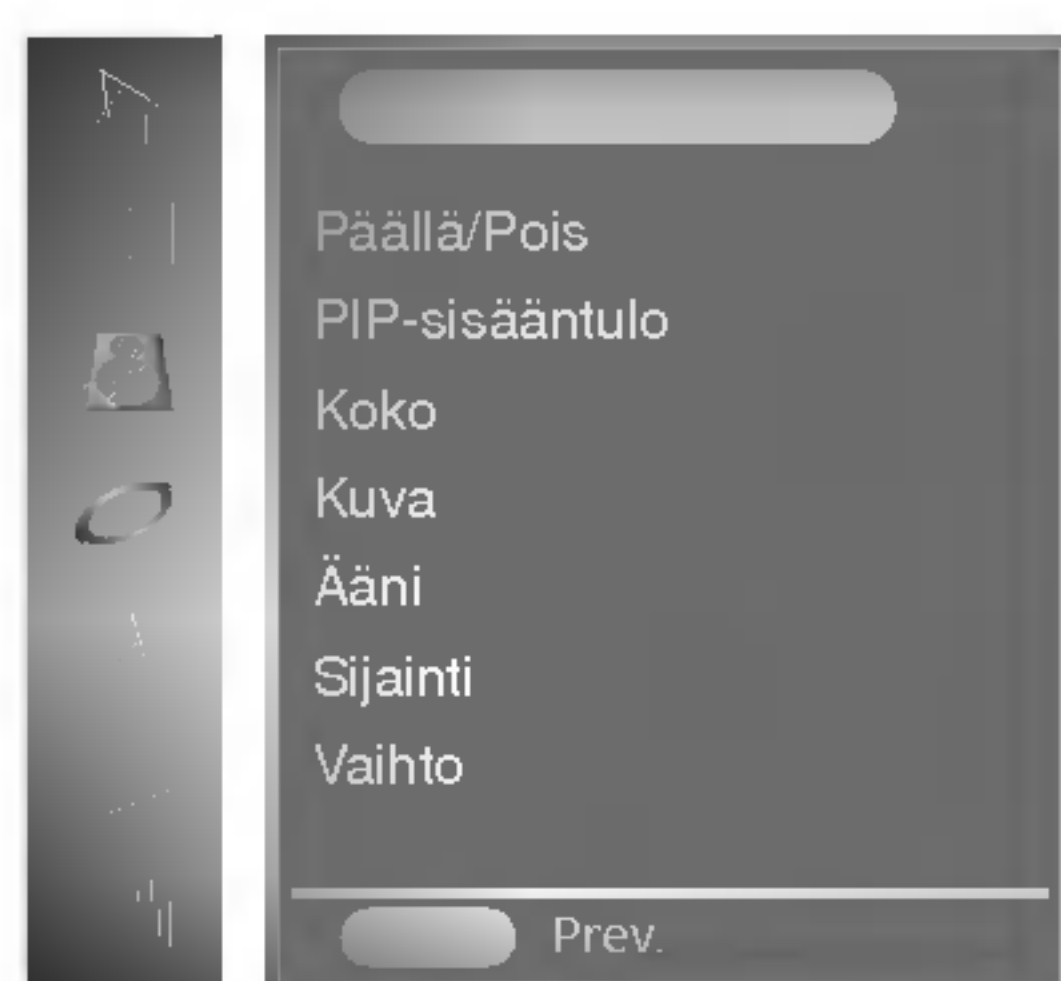 Päällä/Pois
PIP-sisääntulo
Koko
Kuva
Ääni
Sijainti
Vaihto
Prev.